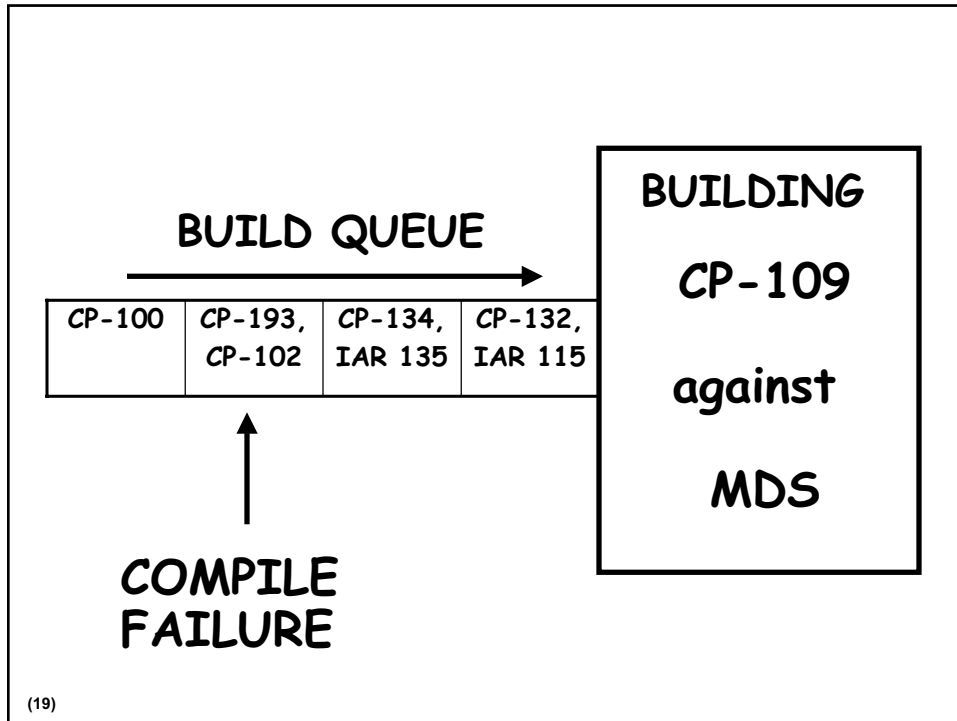 BUILD QUEUE
CP-100
CP-193,
CP-102
CP-134,
IAR 135
CP-132,
IAR 115
BUILDING
CP-109
against
MDS
COMPILE
FAILURE
(19)